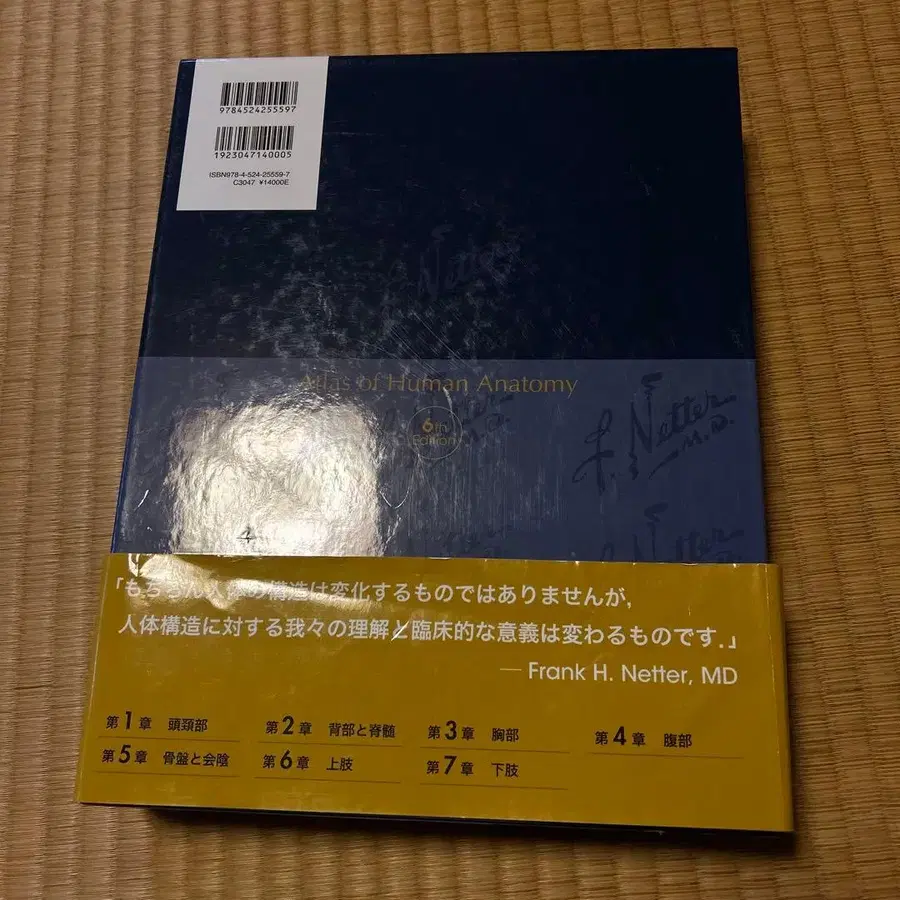 9784524255597
1923047140005
ISBN978-4-524-25559-7
C3047 ¥14000E
Netter
Atlas of Human Anatomy
6th
Edition
Netter
F. Netter
M.D.
Netter
「もちろん人体の構造は変化するものではありませんが,
人体構造に対する我々の理解と臨床的な意義は変わるものです.」
— Frank H. Netter, MD
第1章 頭頚部
第2章 背部と脊髄
第3章 胸部
第4章 腹部
第5章 骨盤と会陰
第6章 上肢
第7章 下肢